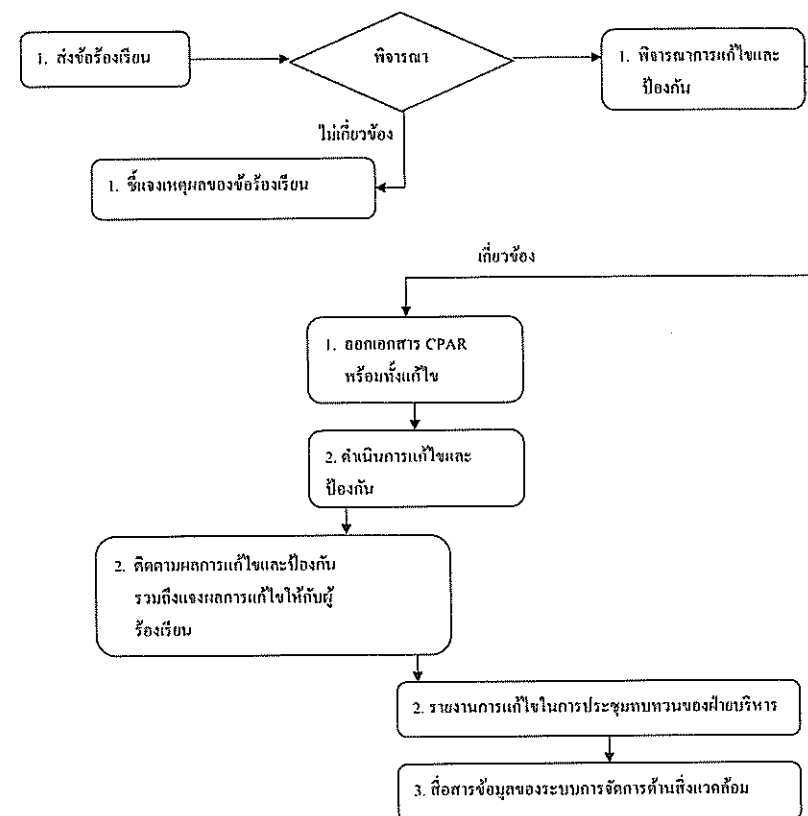 1. ส่งข้อร้องเรียน
พิจารณา
1. พิจารณาการแก้ไขและ
ป้องกัน
ไม่เกี่ยวข้อง
1. ชี้แจงเหตุผลของข้อร้องเรียน
เกี่ยวข้อง
1. ออกเอกสาร CPAR
พร้อมทั้งแก้ไข
2. ดำเนินการแก้ไขและ
ป้องกัน
2. ติดตามผลการแก้ไขและป้องกัน
รวมถึงแจงผลการแก้ไขให้กับผู้
ร้องเรียน
2. รายงานการแก้ไขในการประชุมทบทวนของฝ่ายบริหาร
3. สื่อสารข้อมูลของระบบการจัดการด้านสิ่งแวดล้อม